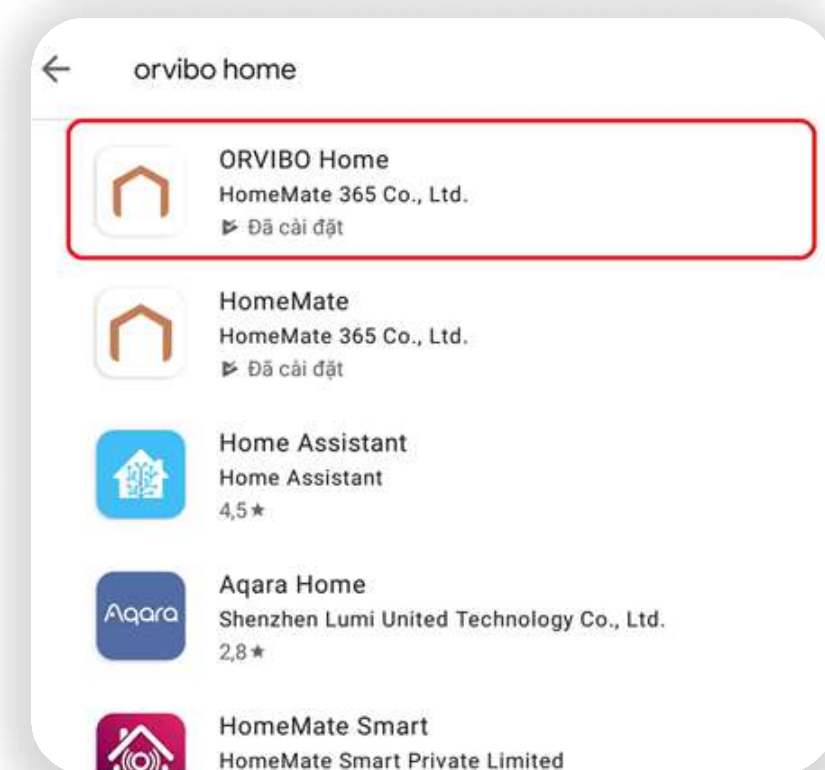 orvibo home
ORVIBO Home
HomeMate 365 Co., Ltd.
Đã cài đặt
HomeMate
HomeMate 365 Co., Ltd.
Đã cài đặt
Home Assistant
Home Assistant
4,5★
Aqara
Aqara Home
Shenzhen Lumi United Technology Co., Ltd.
2,8★
HomeMate Smart
HomeMate Smart Private Limited